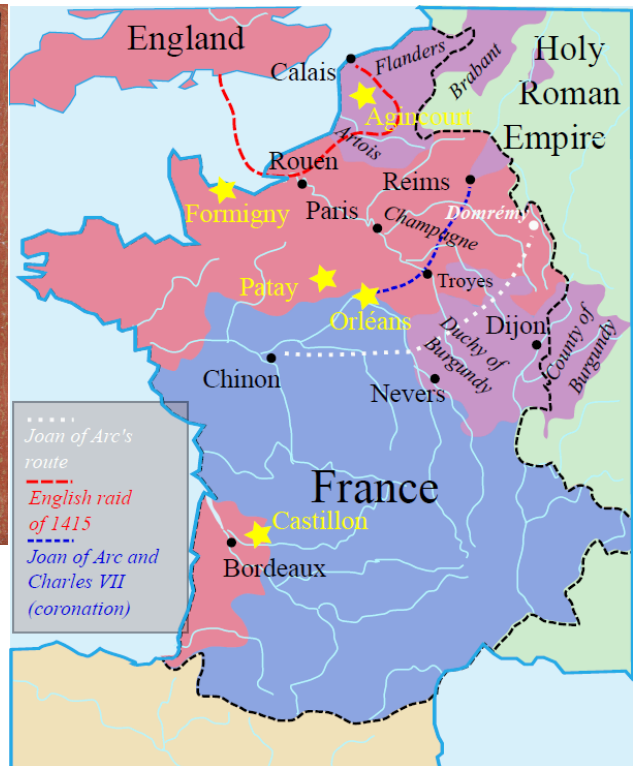 England
Calais
Flanders
Brabant
Holy
Roman
Empire
Agincourt
Artois
Rouen
Reims
Formigny
Paris
Champagne
Domrémy
Patay
Troyes
Orléans
Duchy of
Burgundy
Dijon
County of
Burgundy
Chinon
Nevers
Joan of Arc's
route
English raid
of 1415
Joan of Arc and
Charles VII
(coronation)
France
Castillon
Bordeaux